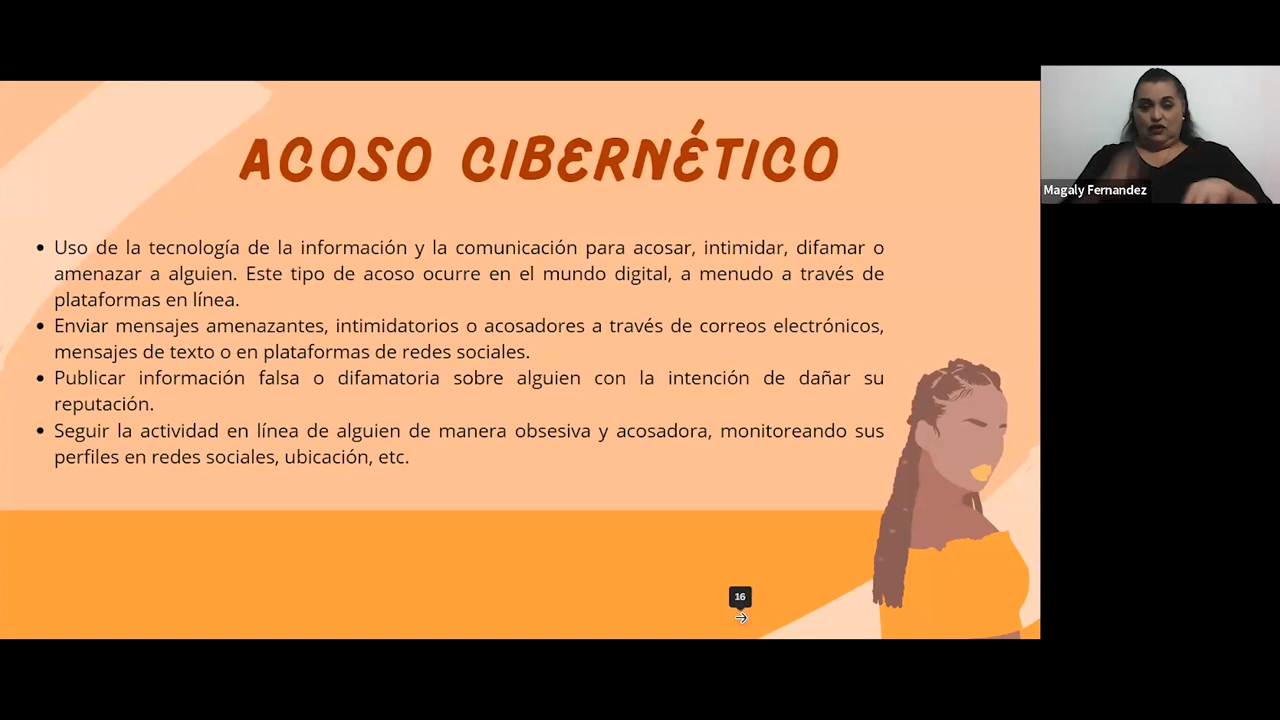 ACOSO CIBERNÉTICO
• Uso de la tecnología de la información y la comunicación para acosar, intimidar, difamar o
amenazar a alguien. Este tipo de acoso ocurre en el mundo digital, a menudo a través de
plataformas en línea.
• Enviar mensajes amenazantes, intimidatorios o acosadores a través de correos electrónicos,
mensajes de texto o en plataformas de redes sociales.
• Publicar información falsa o difamatoria sobre alguien con la intención de dañar su
reputación.
• Seguir la actividad en línea de alguien de manera obsesiva y acosadora, monitoreando sus
perfiles en redes sociales, ubicación, etc.
16
Magaly Fernandez